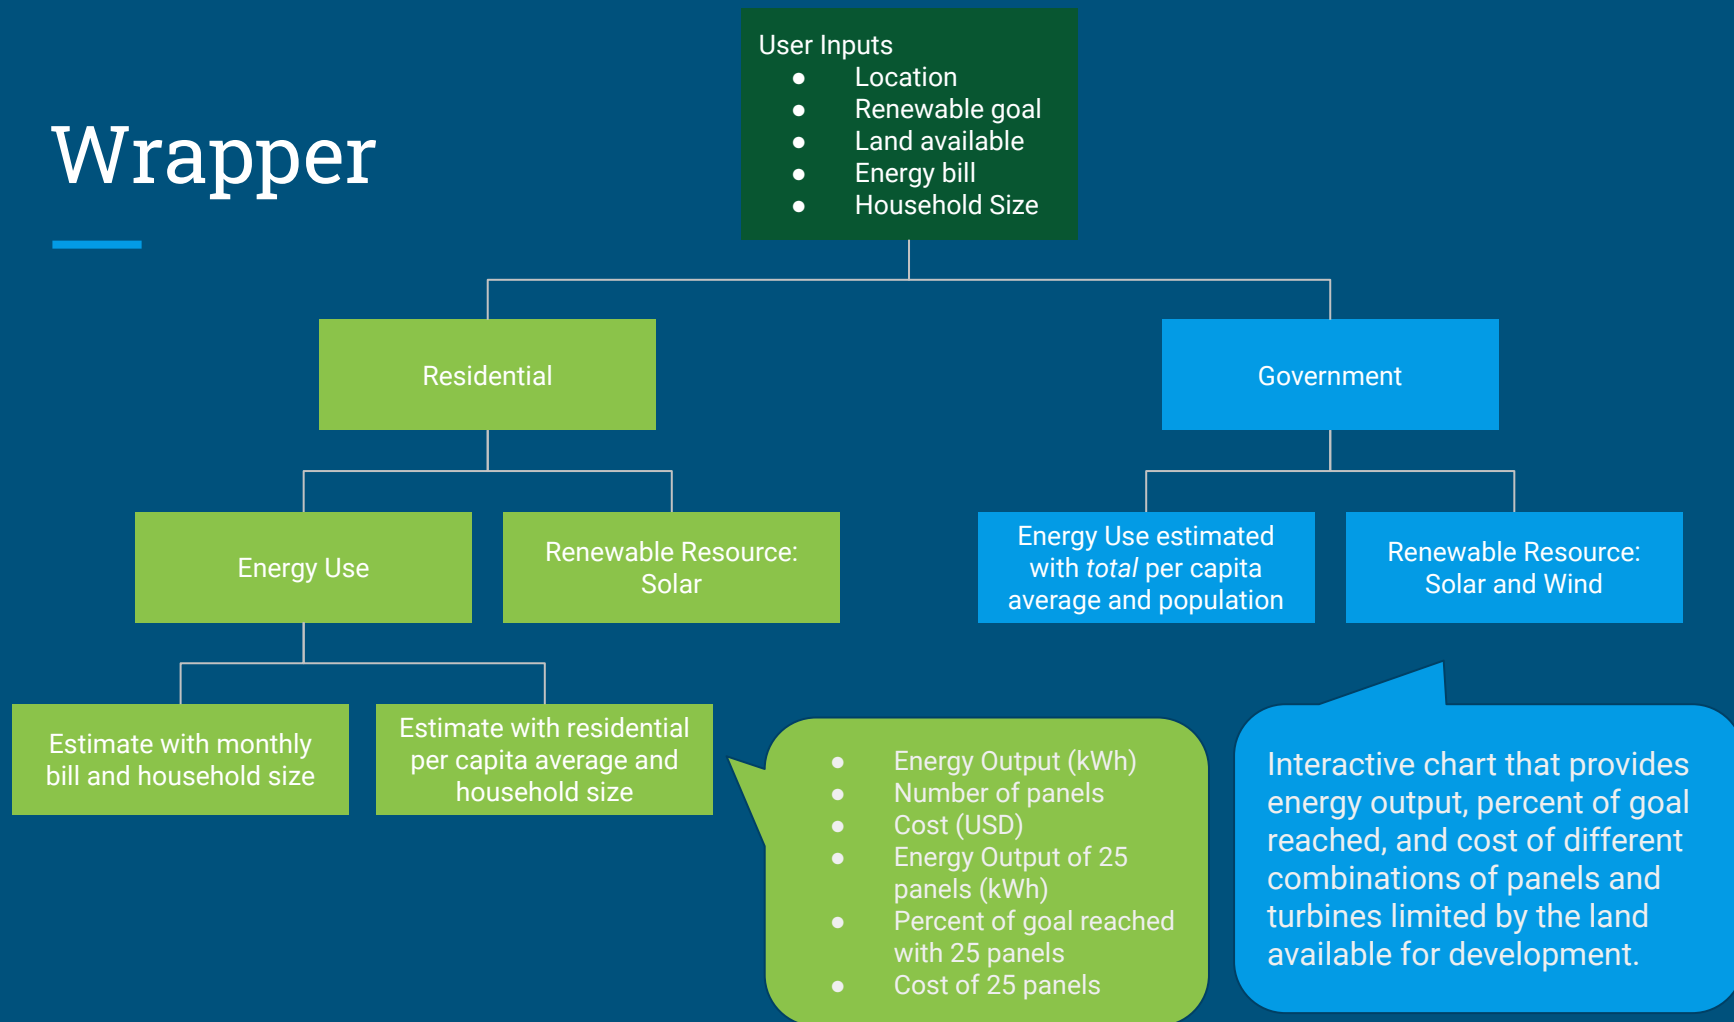 Wrapper
User Inputs
● Location
● Renewable goal
● Land available
● Energy bill
● Household Size
Residential
Government
Energy Use
Renewable Resource:
Solar
Energy Use estimated
with total per capita
average and population
Renewable Resource:
Solar and Wind
Estimate with monthly
bill and household size
Estimate with residential
per capita average and
household size
● Energy Output (kWh)
● Number of panels
● Cost (USD)
● Energy Output of 25
panels (kWh)
● Percent of goal reached
with 25 panels
● Cost of 25 panels
Interactive chart that provides
energy output, percent of goal
reached, and cost of different
combinations of panels and
turbines limited by the land
available for development.